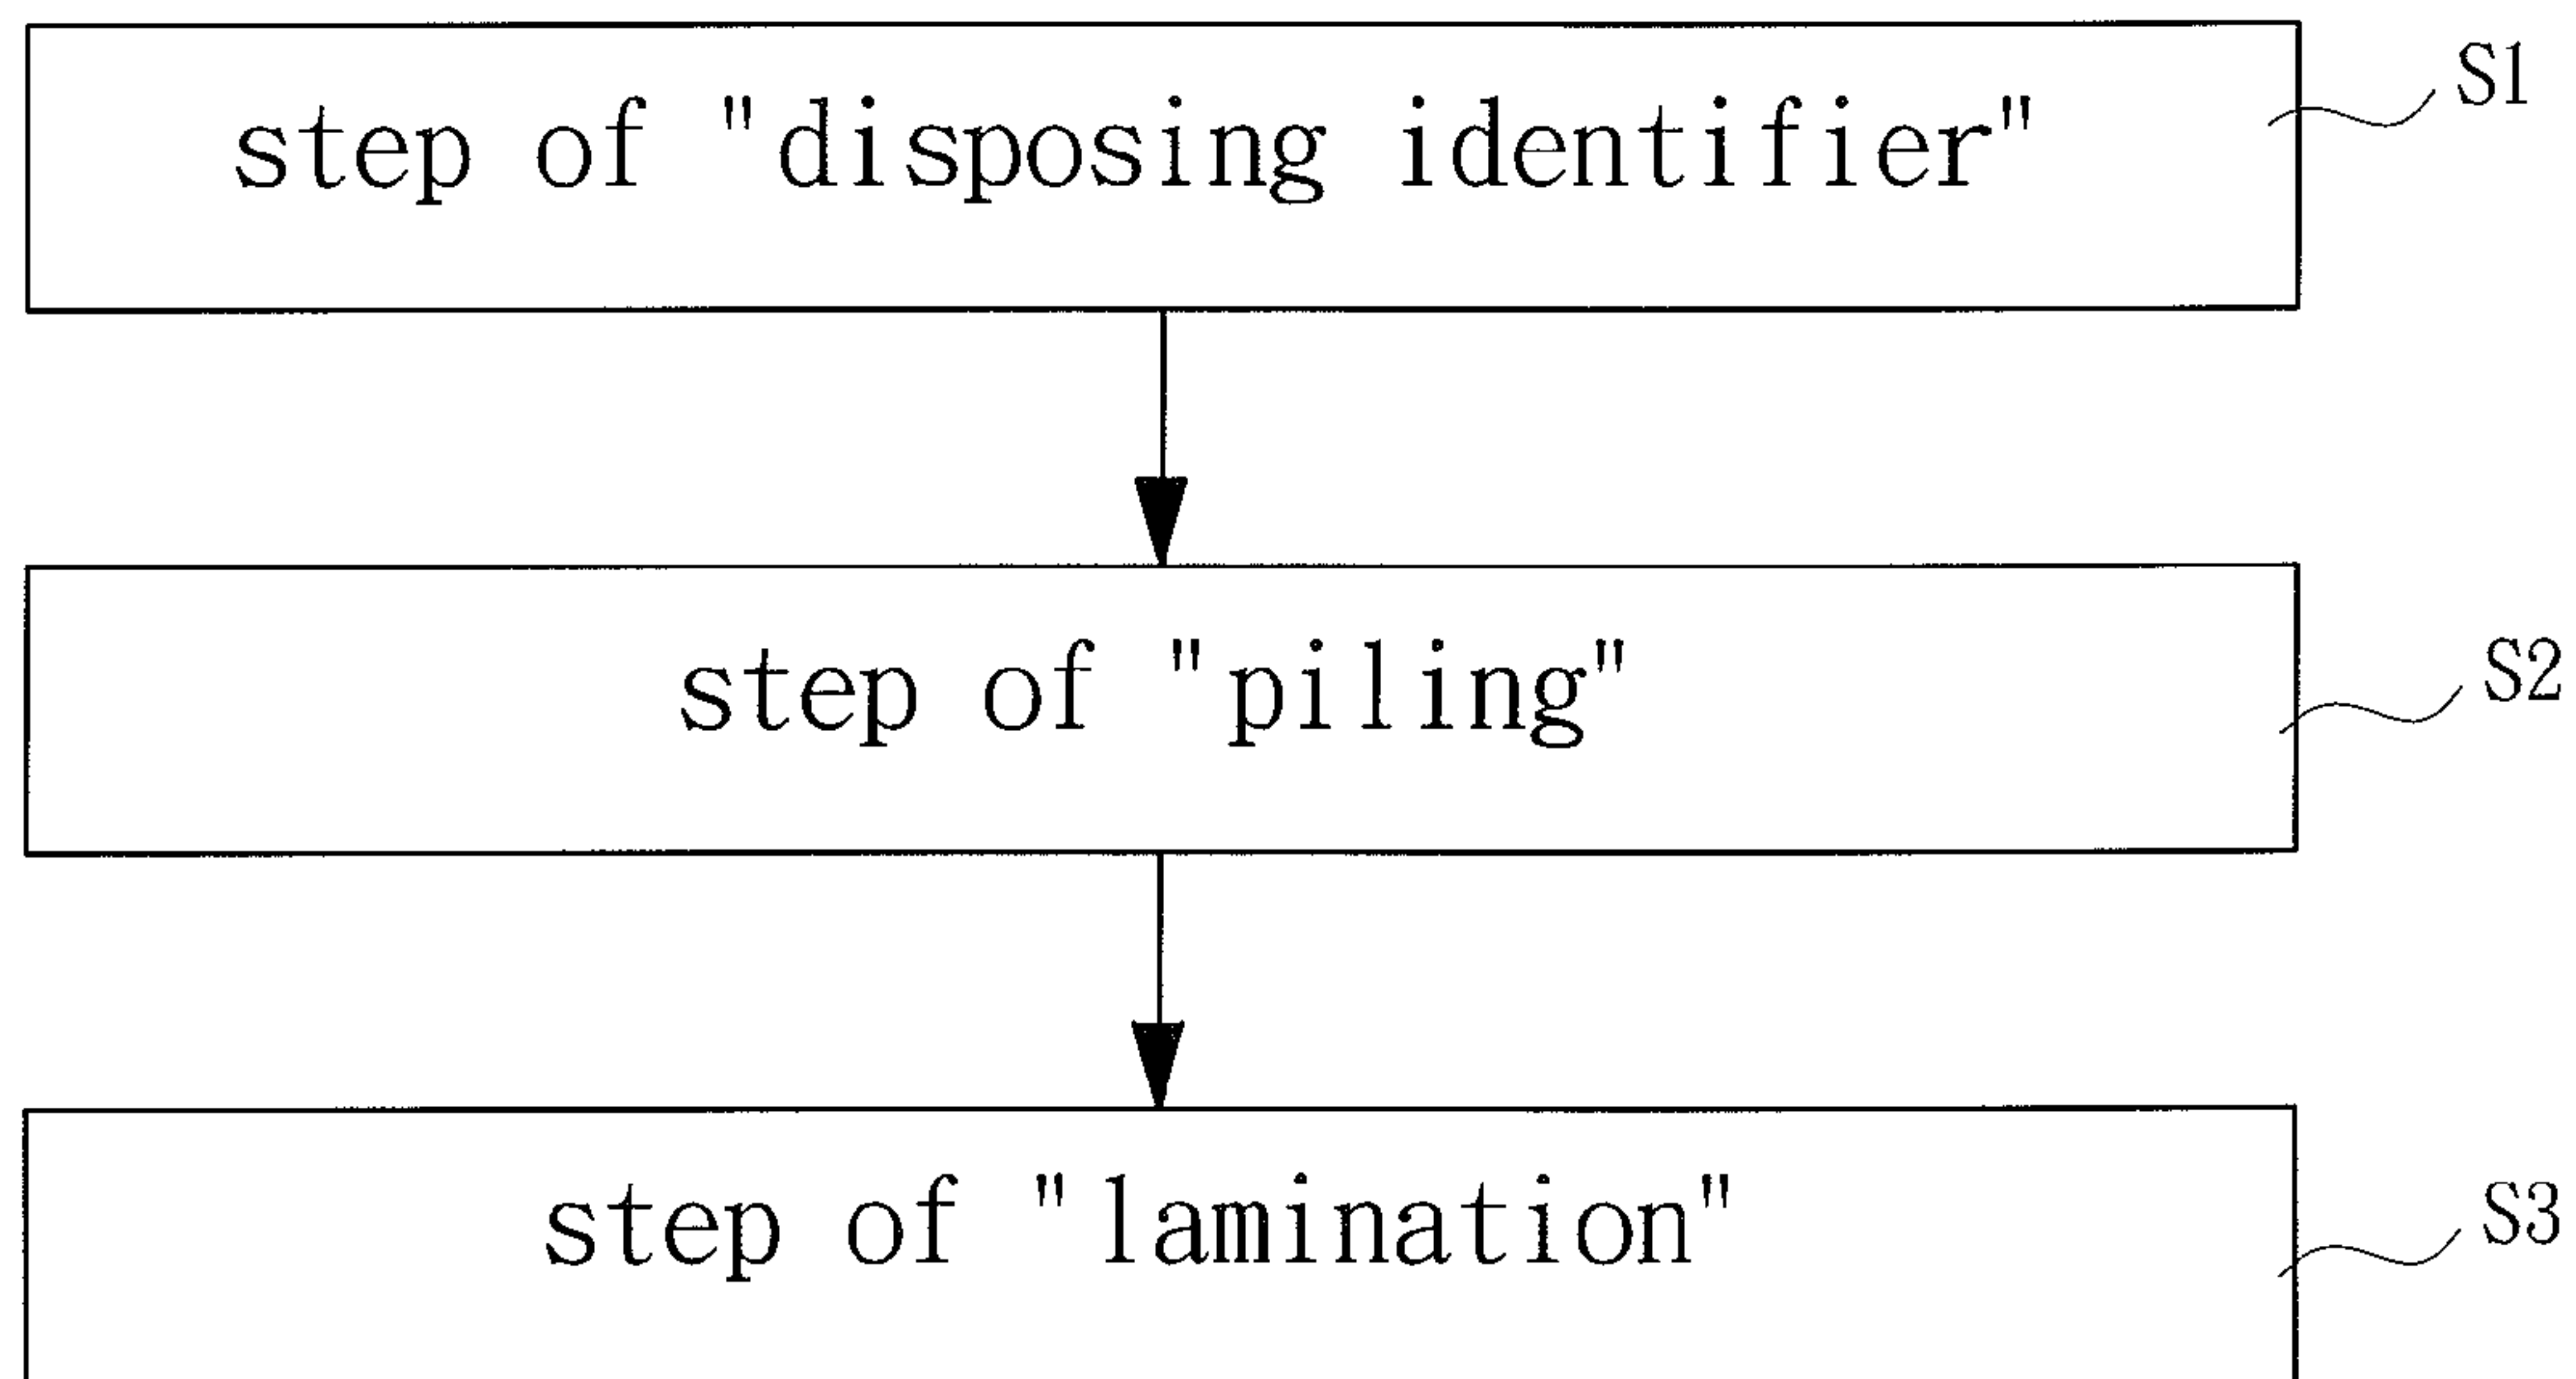 step of "disposing identifier"
S1
step of "piling"
S2
step of "lamination"
S3